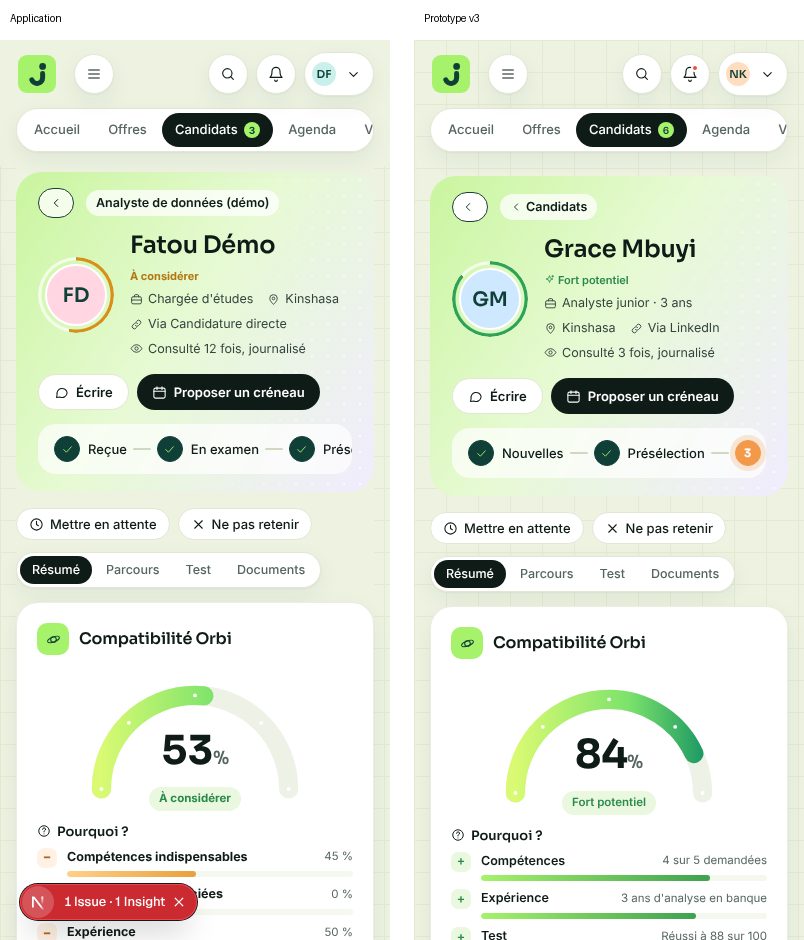 Application
DF
Accueil Offres Candidats 3 Agenda V
Analyste de données (démo)
Fatou Démo
À considérer
FD
Chargée d'études Kinshasa
Via Candidature directe
Consulté 12 fois, journalisé
Écrire Proposer un créneau
Reçue En examen Prés
Mettre en attente Ne pas retenir
Résumé Parcours Test Documents
Compatibilité Orbi
53%
À considérer
Pourquoi ?
Compétences indispensables 45 %
0 %
N 1 Issue · 1 Insight
Expérience 50 %
Prototype v3
NK
Accueil Offres Candidats 6 Agenda V
Candidats
Grace Mbuyi
Fort potentiel
GM
Analyste junior · 3 ans
Kinshasa Via LinkedIn
Consulté 3 fois, journalisé
Écrire Proposer un créneau
Nouvelles Présélection 3
Mettre en attente Ne pas retenir
Résumé Parcours Test Documents
Compatibilité Orbi
84%
Fort potentiel
Pourquoi ?
Compétences 4 sur 5 demandées
Expérience 3 ans d'analyse en banque
Test Réussi à 88 sur 100